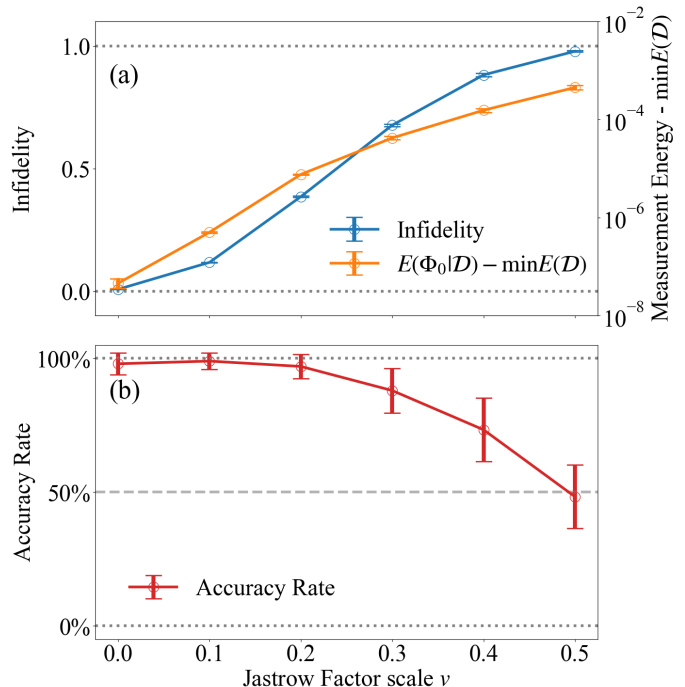 (a)
Infidelity
1.0
0.5
0.0
10⁻²
10⁻⁴
10⁻⁶
10⁻⁸
Measurement Energy - minE(𝒟)
Infidelity
E(Φ₀|𝒟) − minE(𝒟)
(b)
Accuracy Rate
100%
50%
0%
Accuracy Rate
0.0 0.1 0.2 0.3 0.4 0.5
Jastrow Factor scale v